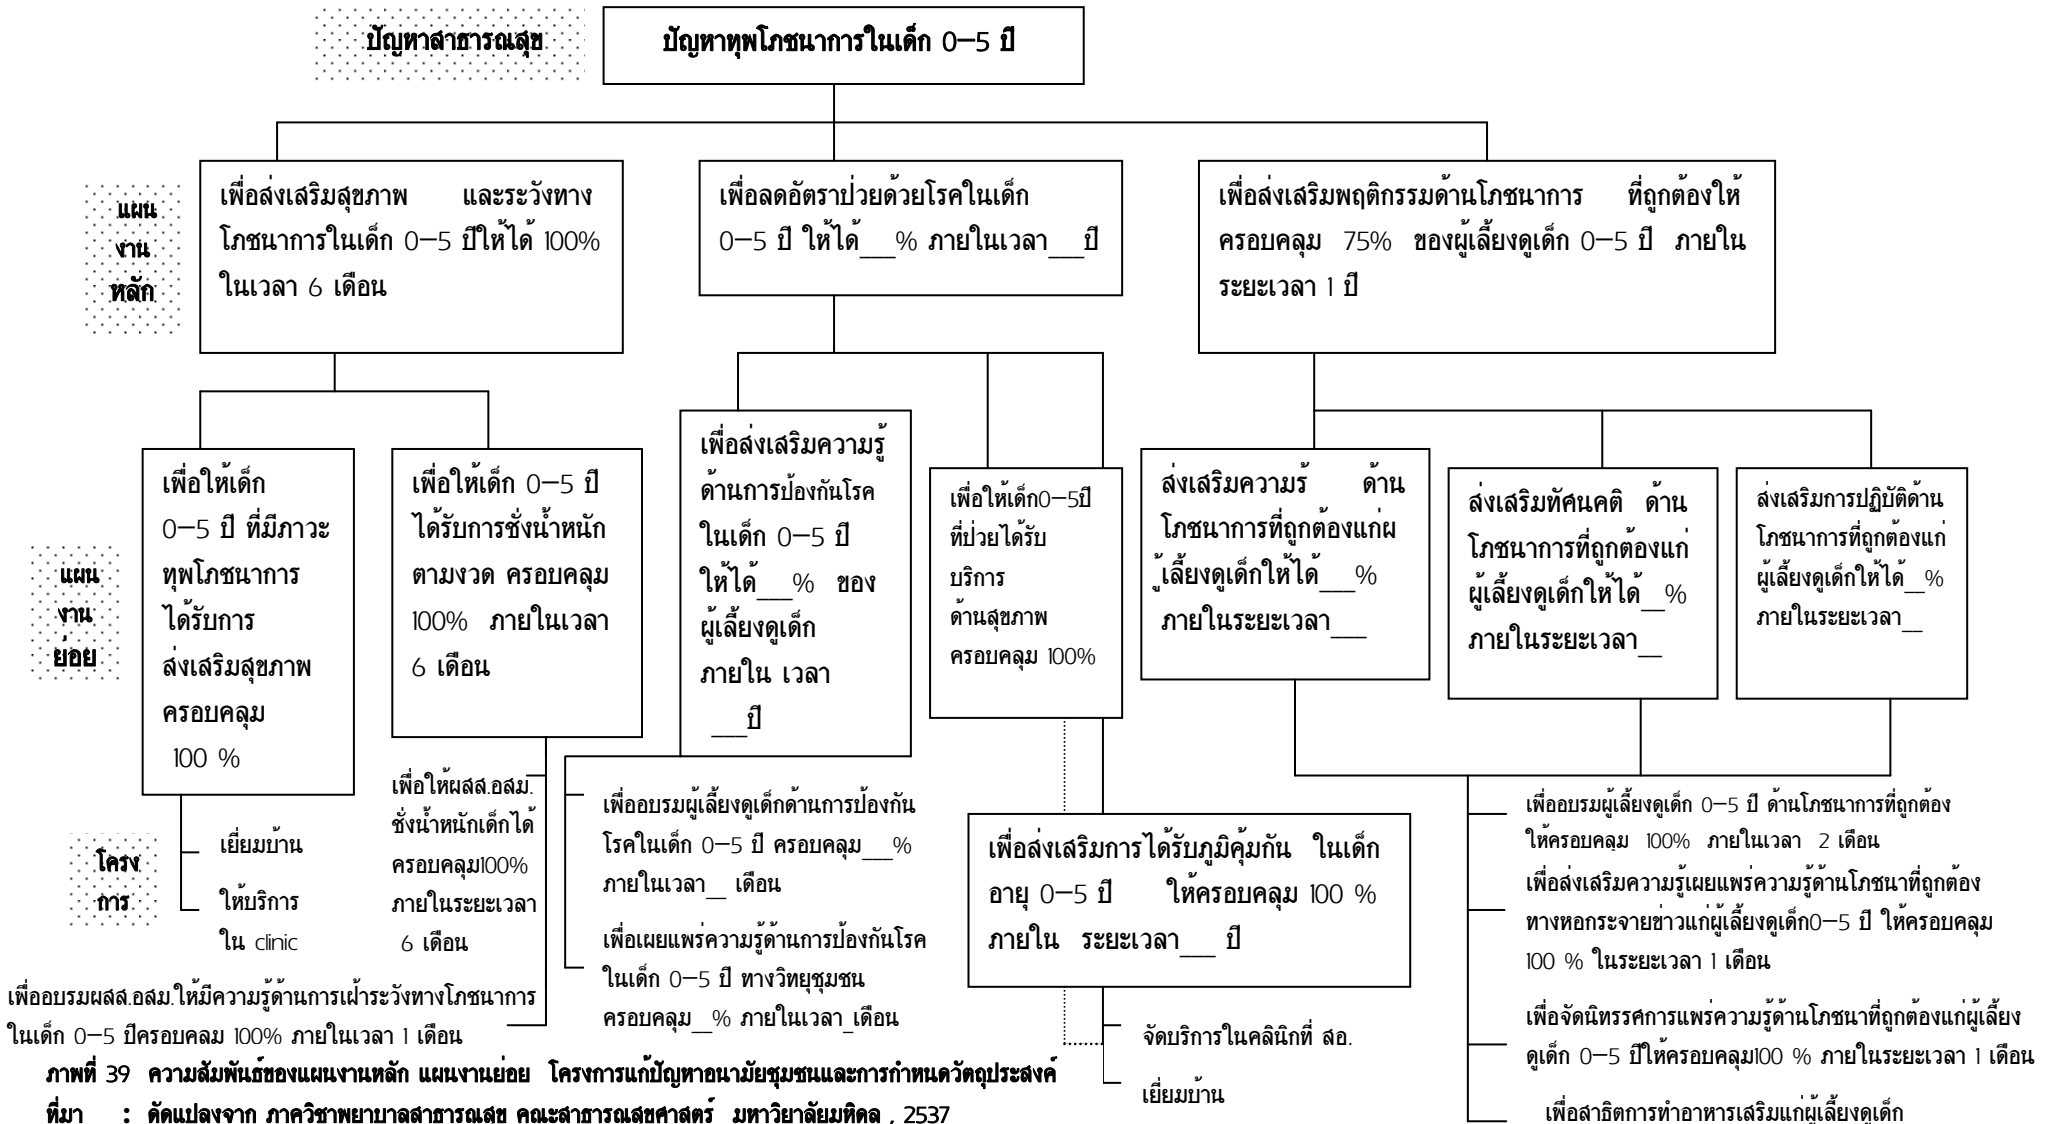 ปัญหาสาธารณสุข
ปัญหาทุพโภชนาการในเด็ก 0–5 ปี
แผน
งาน
หลัก
เพื่อส่งเสริมสุขภาพ และระวังทาง
โภชนาการในเด็ก 0–5 ปีให้ได้ 100%
ในเวลา 6 เดือน
เพื่อลดอัตราป่วยด้วยโรคในเด็ก
0–5 ปี ให้ได้___% ภายในเวลา___ปี
เพื่อส่งเสริมพฤติกรรมด้านโภชนาการ ที่ถูกต้องให้
ครอบคลุม 75% ของผู้เลี้ยงดูเด็ก 0–5 ปี ภายใน
ระยะเวลา 1 ปี
แผน
งาน
ย่อย
เพื่อให้เด็ก
0–5 ปี ที่มีภาวะ
ทุพโภชนาการ
ได้รับการ
ส่งเสริมสุขภาพ
ครอบคลุม
100 %
เพื่อให้เด็ก 0–5 ปี
ได้รับการชั่งน้ำหนัก
ตามงวด ครอบคลุม
100% ภายในเวลา
6 เดือน
เพื่อส่งเสริมความรู้
ด้านการป้องกันโรค
ในเด็ก 0–5 ปี
ให้ได้___% ของ
ผู้เลี้ยงดูเด็ก
ภายใน เวลา
___ปี
เพื่อให้เด็ก0–5ปี
ที่ป่วยได้รับ
บริการ
ด้านสุขภาพ
ครอบคลุม 100%
ส่งเสริมความรู้ ด้าน
โภชนาการที่ถูกต้องแก่ผ
ู้เลี้ยงดูเด็กให้ได้___%
ภายในระยะเวลา___
ส่งเสริมทัศนคติ ด้าน
โภชนาการที่ถูกต้องแก่
ผู้เลี้ยงดูเด็กให้ได้__%
ภายในระยะเวลา__
ส่งเสริมการปฏิบัติด้าน
โภชนาการที่ถูกต้องแก่
ผู้เลี้ยงดูเด็กให้ได้__%
ภายในระยะเวลา__
โครง
การ
เยี่ยมบ้าน
ให้บริการ
ใน clinic
เพื่อให้ผสส.อสม.
ชั่งน้ำหนักเด็กได้
ครอบคลุม100%
ภายในระยะเวลา
6 เดือน
เพื่ออบรมผสส.อสม.ให้มีความรู้ด้านการเฝ้าระวังทางโภชนาการ
ในเด็ก 0–5 ปีครอบคลุม 100% ภายในเวลา 1 เดือน
เพื่ออบรมผู้เลี้ยงดูเด็กด้านการป้องกัน
โรคในเด็ก 0–5 ปี ครอบคลุม___%
ภายในเวลา__ เดือน
เพื่อเผยแพร่ความรู้ด้านการป้องกันโรค
ในเด็ก 0–5 ปี ทางวิทยุชุมชน
ครอบคลุม__% ภายในเวลา_เดือน
เพื่อส่งเสริมการได้รับภูมิคุ้มกัน ในเด็ก
อายุ 0–5 ปี ให้ครอบคลุม 100 %
ภายใน ระยะเวลา___ ปี
จัดบริการในคลินิกที่ สอ.
เยี่ยมบ้าน
เพื่ออบรมผู้เลี้ยงดูเด็ก 0–5 ปี ด้านโภชนาการที่ถูกต้อง
ให้ครอบคลุม 100% ภายในเวลา 2 เดือน
เพื่อส่งเสริมความรู้เผยแพร่ความรู้ด้านโภชนาที่ถูกต้อง
ทางหอกระจายข่าวแก่ผู้เลี้ยงดูเด็ก0–5 ปี ให้ครอบคลุม
100 % ในระยะเวลา 1 เดือน
เพื่อจัดนิทรรศการแพร่ความรู้ด้านโภชนาที่ถูกต้องแก่ผู้เลี้ยง
ดูเด็ก 0–5 ปีให้ครอบคลุม100 % ภายในระยะเวลา 1 เดือน
เพื่อสาธิตการทำอาหารเสริมแก่ผู้เลี้ยงดูเด็ก
ภาพที่ 39 ความสัมพันธ์ของแผนงานหลัก แผนงานย่อย โครงการแก้ปัญหาอนามัยชุมชนและการกำหนดวัตถุประสงค์
ที่มา : ดัดแปลงจาก ภาควิชาพยาบาลสาธารณสุข คณะสาธารณสุขศาสตร์ มหาวิทยาลัยมหิดล , 2537